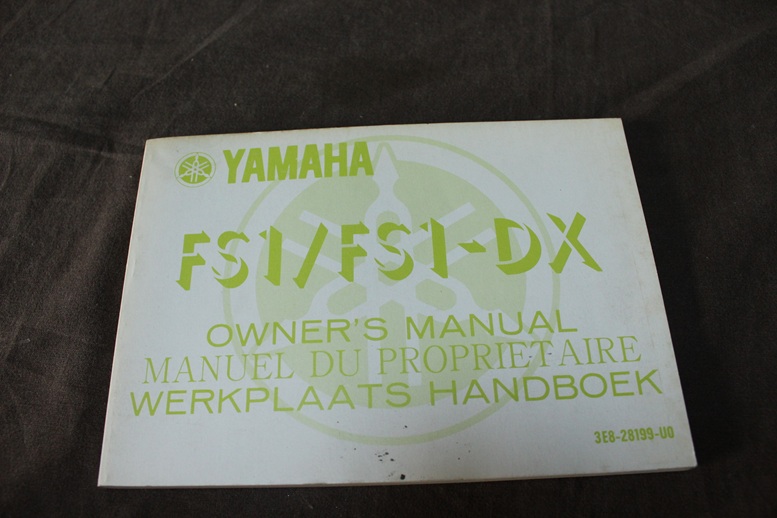 YAMAHA
FS1/FS1-DX
OWNER'S MANUAL
MANUEL DU PROPRIETAIRE
WERKPLAATS HANDBOEK
3E8-28199-U0